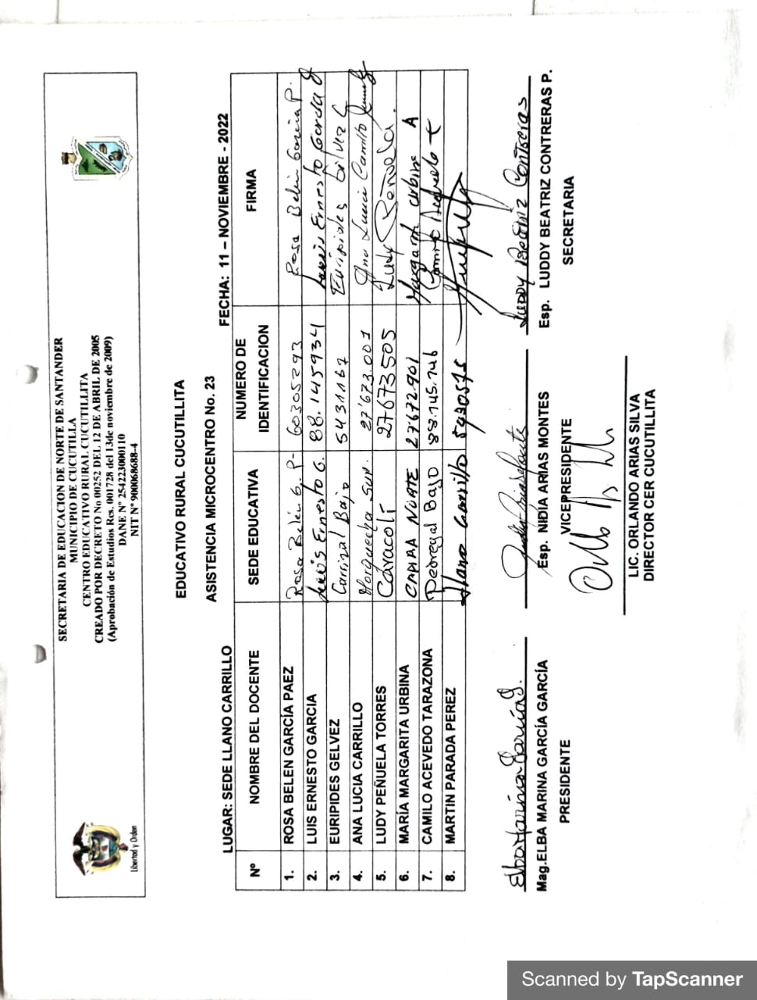 SECRETARIA DE EDUCACION DE NORTE DE SANTANDER
MUNICIPIO DE CUCUTILLA
CENTRO EDUCATIVO RURAL CUCUTILLITA
CREADO POR DECRETO No 00252 DEL 12 DE ABRIL DE 2005
(Aprobación de Estudios Res. 001728 del 13de noviembre de 2009)
DANE Nº 254223000110
NIT Nº 900068688-4
Libertad y Orden
EDUCATIVO RURAL CUCUTILLITA
ASISTENCIA MICROCENTRO No. 23
LUGAR: SEDE LLANO CARRILLO FECHA: 11 – NOVIEMBRE - 2022
Nº NOMBRE DEL DOCENTE SEDE EDUCATIVA NUMERO DE IDENTIFICACION FIRMA
1. ROSA BELEN GARCÍA PAEZ Rosa Belén G. P- 60305293 Rosa Belén García P.
2. LUIS ERNESTO GARCIA Luis Ernesto G. 88.145934 Luis Ernesto García
3. EURIPIDES GELVEZ Carrizal Bajo 5431167 Euripides Gelvez G
4. ANA LUCIA CARRILLO 27'673.001 Ana Lucia Carrillo
5. LUDY PEÑUELA TORRES Caracolí 27673505 Ludy Peñuela.
6. MARÍA MARGARITA URBINA CAPIRA NORTE 27672.901 Margarita Urbina A
7. CAMILO ACEVEDO TARAZONA Pedregal Bajo 88.145.746 Camilo Acevedo t
8. MARTIN PARADA PEREZ Llano Carrillo
Elba Marina García G. Luddy Beatriz Contreras
Mag.ELBA MARINA GARCÍA GARCÍA Esp. NIDIA ARIAS MONTES Esp. LUDDY BEATRIZ CONTRERAS P.
PRESIDENTE VICEPRESIDENTE SECRETARIA
LIC. ORLANDO ARIAS SILVA
DIRECTOR CER CUCUTILLITA
Scanned by TapScanner